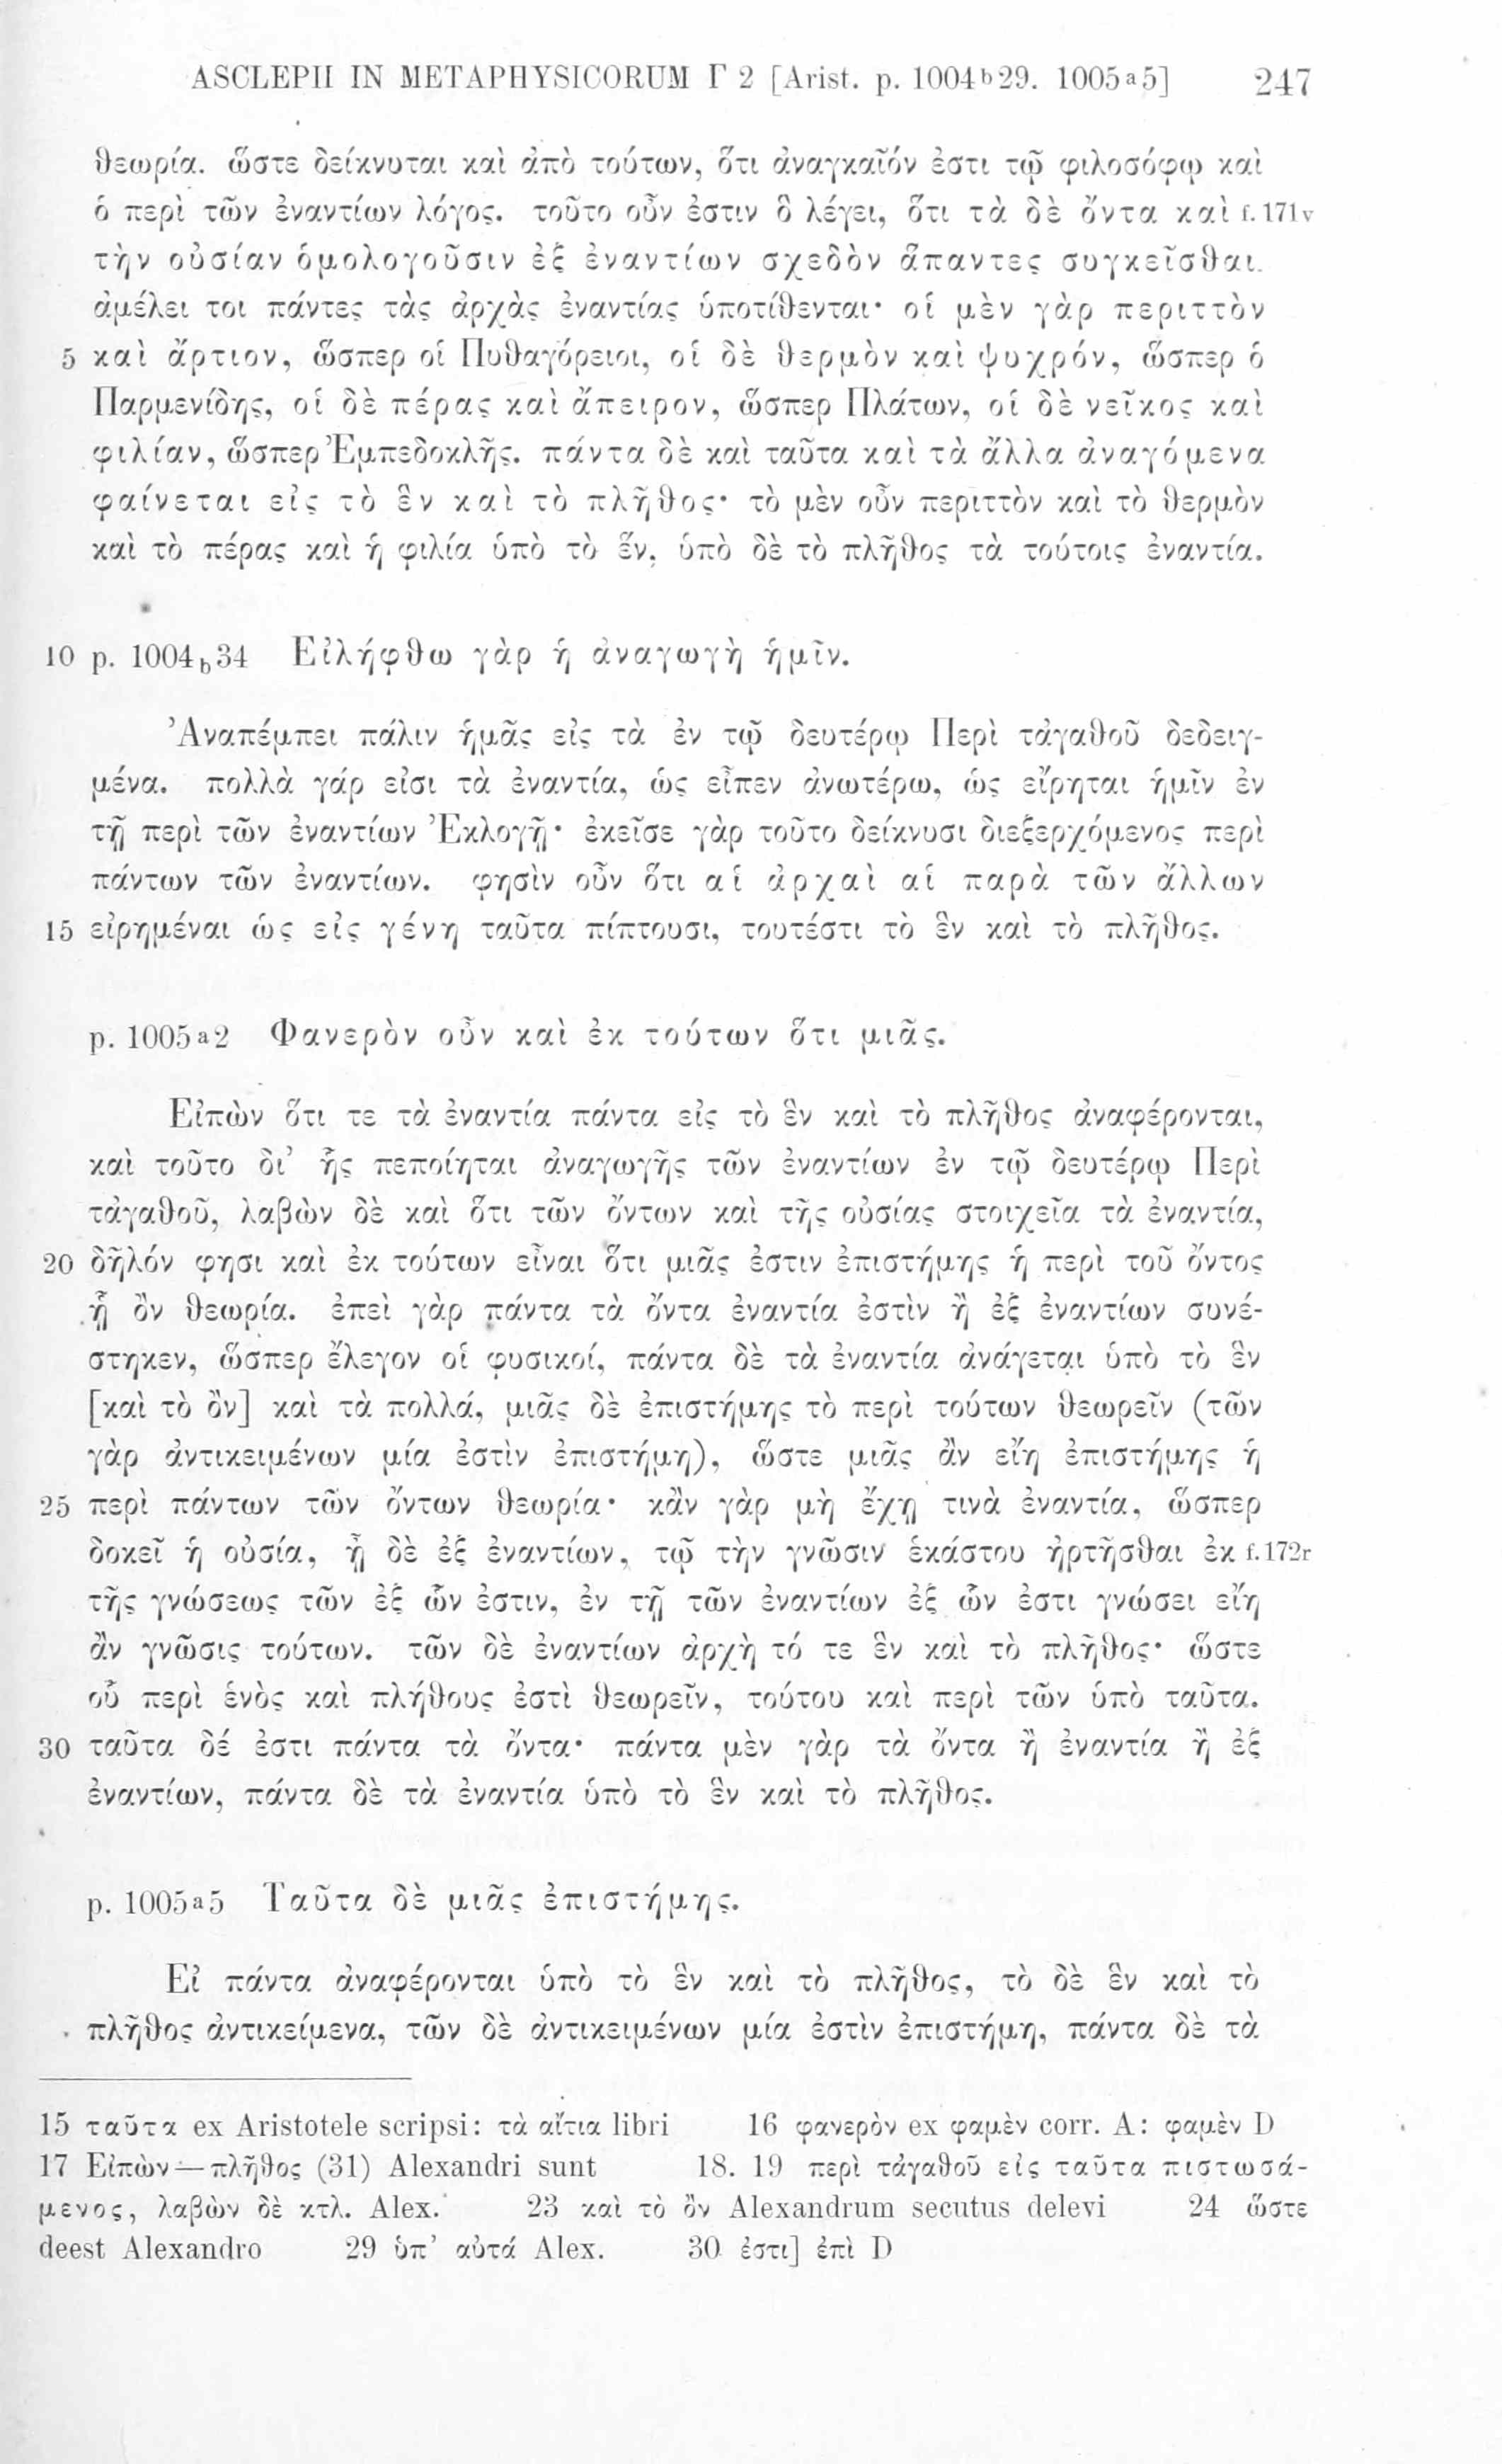 ASCLEPII IN METAPHYSICORUM Γ 2 [Arist. p. 1004ᵇ29. 1005ᵃ5] 247
θεωρία. ὥστε δείκνυται καὶ ἀπὸ τούτων, ὅτι ἀναγκαῖόν ἐστι τῷ φιλοσόφῳ καὶ
ὁ περὶ τῶν ἐναντίων λόγος. τοῦτο οὖν ἐστιν ὃ λέγει, ὅτι τὰ δὲ ὄντα καὶ f. 171v
τὴν οὐσίαν ὁμολογοῦσιν ἐξ ἐναντίων σχεδὸν ἅπαντες συγκεῖσθαι.
ἀμέλει τοι πάντες τὰς ἀρχὰς ἐναντίας ὑποτίθενται· οἱ μὲν γὰρ περιττὸν
5 καὶ ἄρτιον, ὥσπερ οἱ Πυθαγόρειοι, οἱ δὲ θερμὸν καὶ ψυχρόν, ὥσπερ ὁ
Παρμενίδης, οἱ δὲ πέρας καὶ ἄπειρον, ὥσπερ Πλάτων, οἱ δὲ νεῖκος καὶ
φιλίαν, ὥσπερ Ἐμπεδοκλῆς. πάντα δὲ καὶ ταῦτα καὶ τὰ ἄλλα ἀναγόμενα
φαίνεται εἰς τὸ ἓν καὶ τὸ πλῆθος· τὸ μὲν οὖν περιττὸν καὶ τὸ θερμὸν
καὶ τὸ πέρας καὶ ἡ φιλία ὑπὸ τὸ ἕν, ὑπὸ δὲ τὸ πλῆθος τὰ τούτοις ἐναντία.
10 p. 1004b34 Εἰλήφθω γὰρ ἡ ἀναγωγὴ ἡμῖν.
Ἀναπέμπει πάλιν ἡμᾶς εἰς τὰ ἐν τῷ δευτέρῳ Περὶ τἀγαθοῦ δεδειγ-
μένα. πολλὰ γάρ εἰσι τὰ ἐναντία, ὡς εἶπεν ἀνωτέρω, ὡς εἴρηται ἡμῖν ἐν
τῇ περὶ τῶν ἐναντίων Ἐκλογῇ· ἐκεῖσε γὰρ τοῦτο δείκνυσι διεξερχόμενος περὶ
πάντων τῶν ἐναντίων. φησὶν οὖν ὅτι αἱ ἀρχαὶ αἱ παρὰ τῶν ἄλλων
15 εἰρημέναι ὡς εἰς γένη ταῦτα πίπτουσι, τουτέστι τὸ ἓν καὶ τὸ πλῆθος.
p. 1005ᵃ2 Φανερὸν οὖν καὶ ἐκ τούτων ὅτι μιᾶς.
Εἰπὼν ὅτι τε τὰ ἐναντία πάντα εἰς τὸ ἓν καὶ τὸ πλῆθος ἀναφέρονται,
καὶ τοῦτο δι’ ἧς πεποίηται ἀναγωγῆς τῶν ἐναντίων ἐν τῷ δευτέρῳ Περὶ
τἀγαθοῦ, λαβὼν δὲ καὶ ὅτι τῶν ὄντων καὶ τῆς οὐσίας στοιχεῖα τὰ ἐναντία,
20 δῆλόν φησι καὶ ἐκ τούτων εἶναι ὅτι μιᾶς ἐστιν ἐπιστήμης ἡ περὶ τοῦ ὄντος
ᾗ ὂν θεωρία. ἐπεὶ γὰρ πάντα τὰ ὄντα ἐναντία ἐστὶν ἢ ἐξ ἐναντίων συνέ-
στηκεν, ὥσπερ ἔλεγον οἱ φυσικοί, πάντα δὲ τὰ ἐναντία ἀνάγεται ὑπὸ τὸ ἓν
[καὶ τὸ ὂν] καὶ τὰ πολλά, μιᾶς δὲ ἐπιστήμης τὸ περὶ τούτων θεωρεῖν (τῶν
γὰρ ἀντικειμένων μία ἐστὶν ἐπιστήμη), ὥστε μιᾶς ἂν εἴη ἐπιστήμης ἡ
25 περὶ πάντων τῶν ὄντων θεωρία· κἂν γὰρ μὴ ἔχῃ τινὰ ἐναντία, ὥσπερ
δοκεῖ ἡ οὐσία, ᾖ δὲ ἐξ ἐναντίων, τῷ τὴν γνῶσιν ἑκάστου ἠρτῆσθαι ἐκ f. 172r
τῆς γνώσεως τῶν ἐξ ὧν ἐστιν, ἐν τῇ τῶν ἐναντίων ἐξ ὧν ἐστι γνώσει εἴη
ἂν γνῶσις τούτων. τῶν δὲ ἐναντίων ἀρχὴ τό τε ἓν καὶ τὸ πλῆθος· ὥστε
οὗ περὶ ἑνὸς καὶ πλήθους ἐστὶ θεωρεῖν, τούτου καὶ περὶ τῶν ὑπὸ ταῦτα.
30 ταῦτα δέ ἐστι πάντα τὰ ὄντα· πάντα μὲν γὰρ τὰ ὄντα ἢ ἐναντία ἢ ἐξ
ἐναντίων, πάντα δὲ τὰ ἐναντία ὑπὸ τὸ ἓν καὶ τὸ πλῆθος.
p. 1005ᵃ5 Ταῦτα δὲ μιᾶς ἐπιστήμης.
Εἰ πάντα ἀναφέρονται ὑπὸ τὸ ἓν καὶ τὸ πλῆθος, τὸ δὲ ἓν καὶ τὸ
πλῆθος ἀντικείμενα, τῶν δὲ ἀντικειμένων μία ἐστὶν ἐπιστήμη, πάντα δὲ τὰ
15 ταῦτα ex Aristotele scripsi: τὰ αἴτια libri 16 φανερὸν ex φαμὲν corr. A: φαμὲν D
17 Εἰπὼν — πλῆθος (31) Alexandri sunt 18. 19 περὶ τἀγαθοῦ εἰς ταῦτα πιστωσά-
μενος, λαβὼν δὲ κτλ. Alex. 23 καὶ τὸ ὂν Alexandrum secutus delevi 24 ὥστε
deest Alexandro 29 ὑπ’ αὐτά Alex. 30 ἐστι] ἐπὶ D